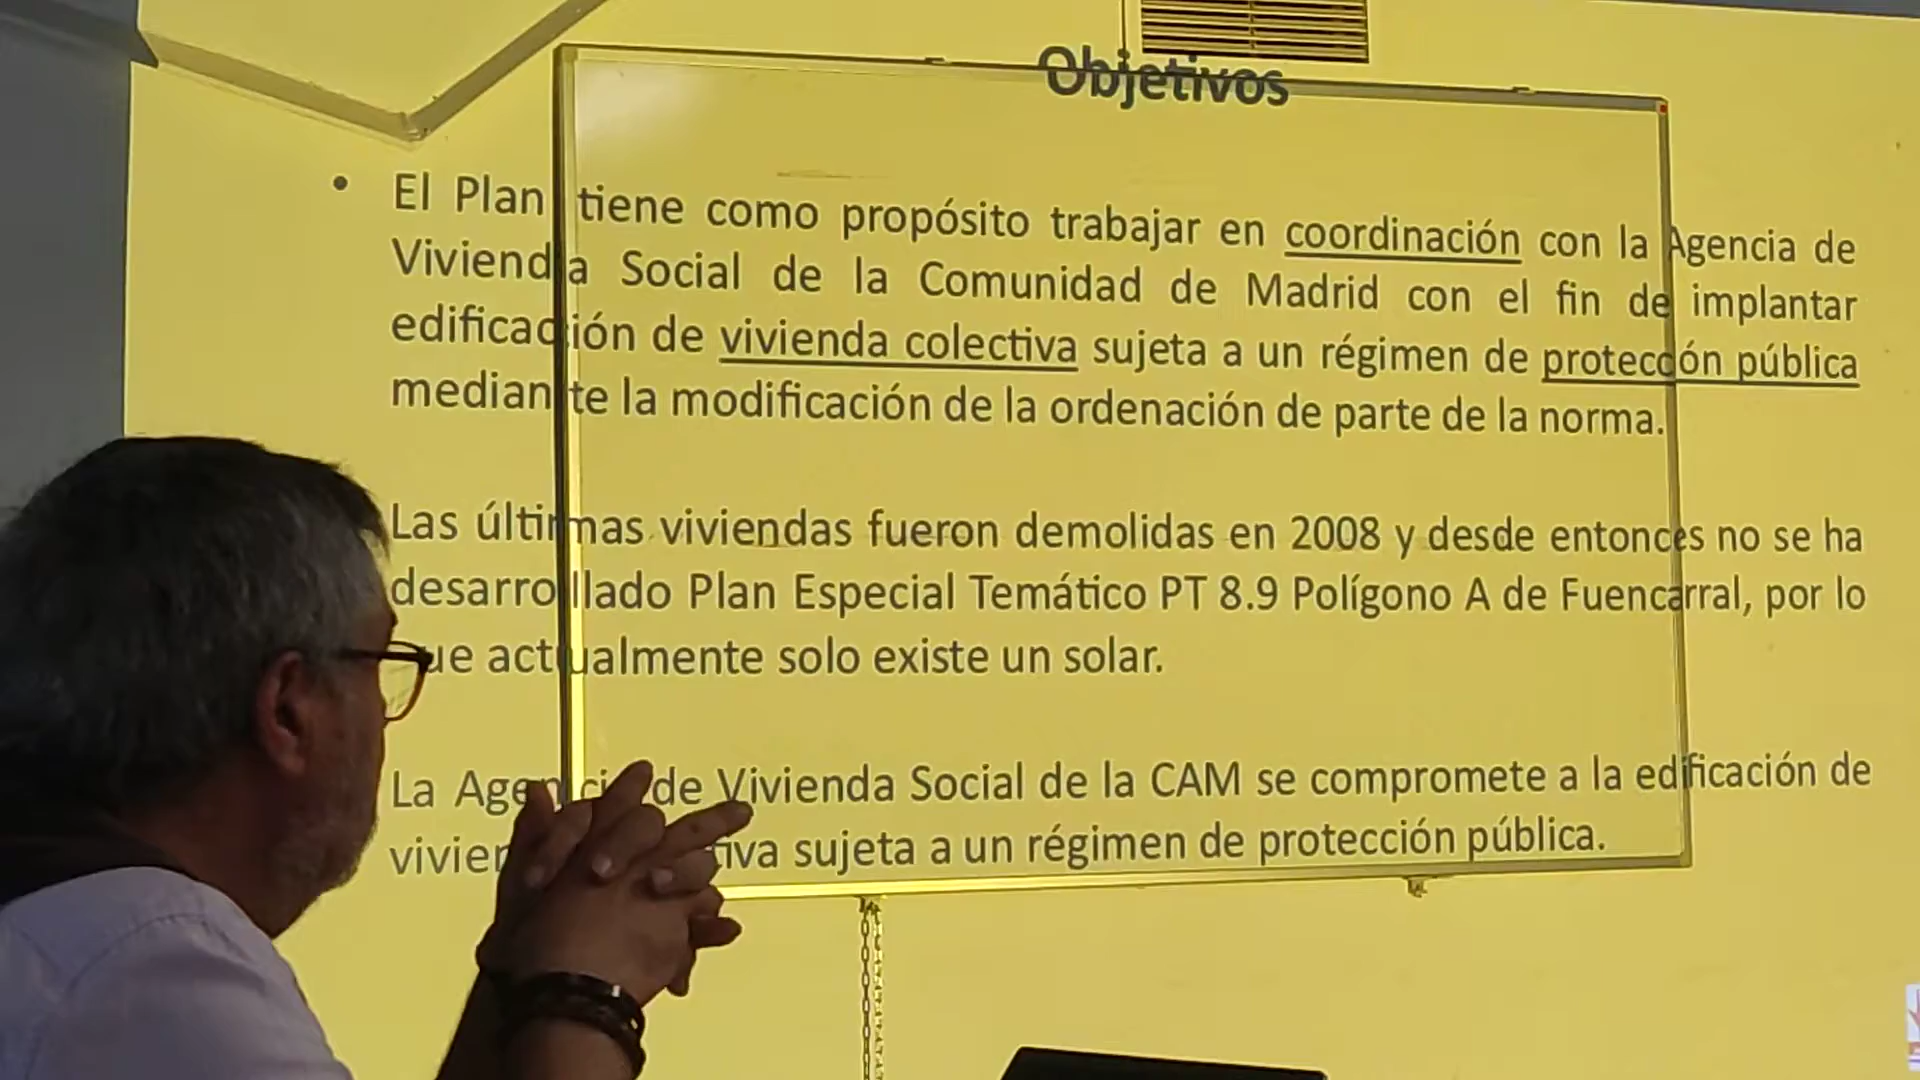 Objetivos
• El Plan tiene como propósito trabajar en coordinación con la Agencia de
Vivienda Social de la Comunidad de Madrid con el fin de implantar
edificación de vivienda colectiva sujeta a un régimen de protección pública
mediante la modificación de la ordenación de parte de la norma.
Las últimas viviendas fueron demolidas en 2008 y desde entonces no se ha
desarrollado Plan Especial Temático PT 8.9 Polígono A de Fuencarral, por lo
ue actualmente solo existe un solar.
La Agencia de Vivienda Social de la CAM se compromete a la edificación de
sujeta a un régimen de protección pública.